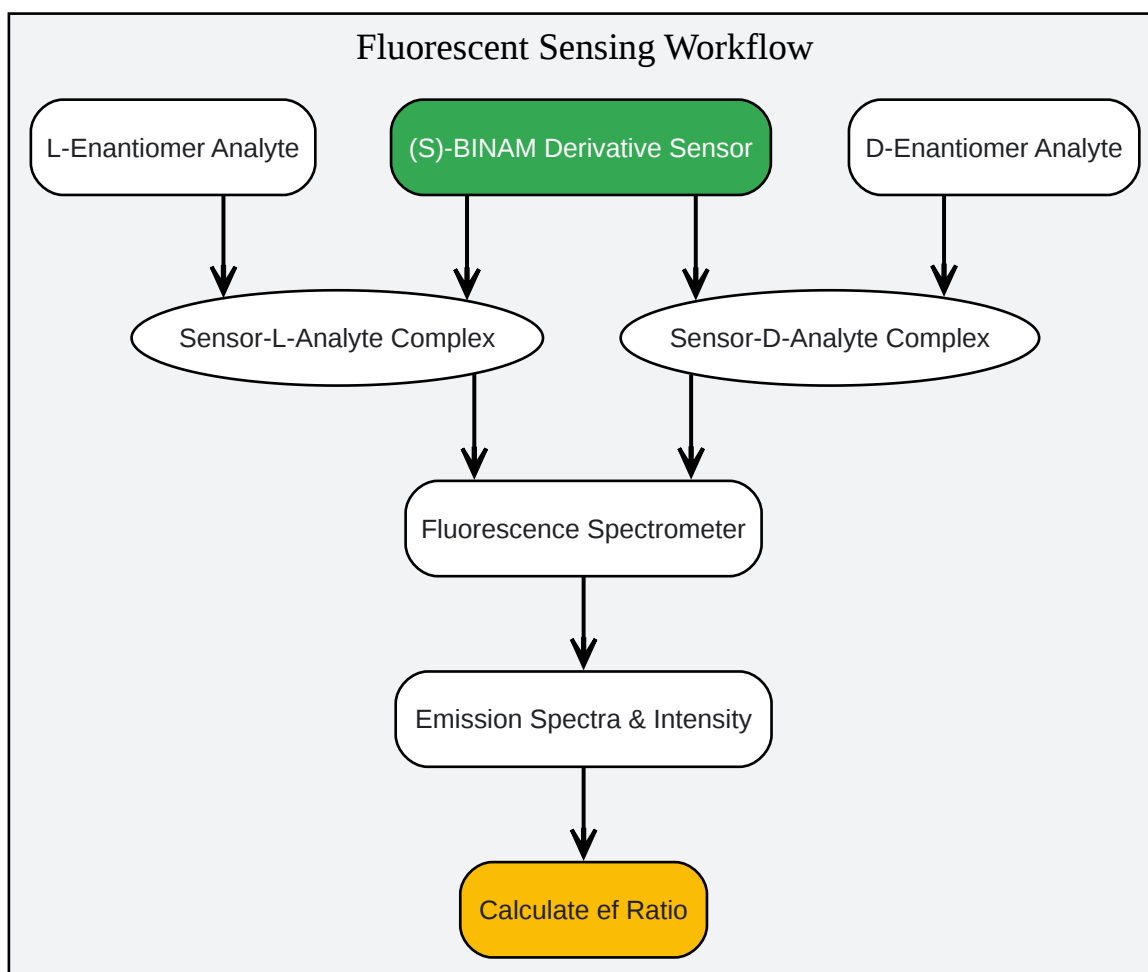 Fluorescent Sensing Workflow
L-Enantiomer Analyte
(S)-BINAM Derivative Sensor
D-Enantiomer Analyte
Sensor-L-Analyte Complex
Sensor-D-Analyte Complex
Fluorescence Spectrometer
Emission Spectra & Intensity
Calculate ef Ratio